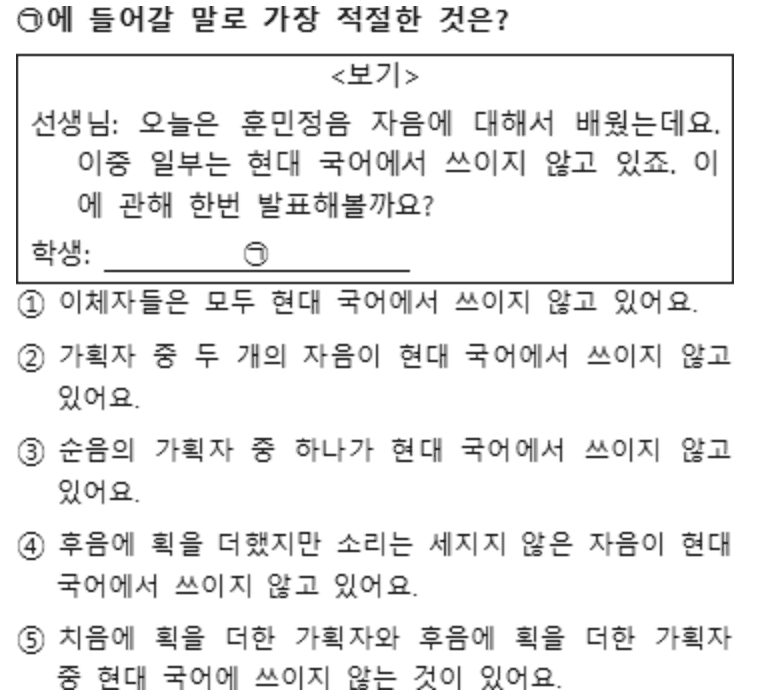 ㉠에 들어갈 말로 가장 적절한 것은?
<보기>
선생님: 오늘은 훈민정음 자음에 대해서 배웠는데요.
이중 일부는 현대 국어에서 쓰이지 않고 있죠. 이
에 관해 한번 발표해볼까요?
학생: ㉠
① 이체자들은 모두 현대 국어에서 쓰이지 않고 있어요.
② 가획자 중 두 개의 자음이 현대 국어에서 쓰이지 않고
있어요.
③ 순음의 가획자 중 하나가 현대 국어에서 쓰이지 않고
있어요.
④ 후음에 획을 더했지만 소리는 세지지 않은 자음이 현대
국어에서 쓰이지 않고 있어요.
⑤ 치음에 획을 더한 가획자와 후음에 획을 더한 가획자
중 현대 국어에 쓰이지 않는 것이 있어요.